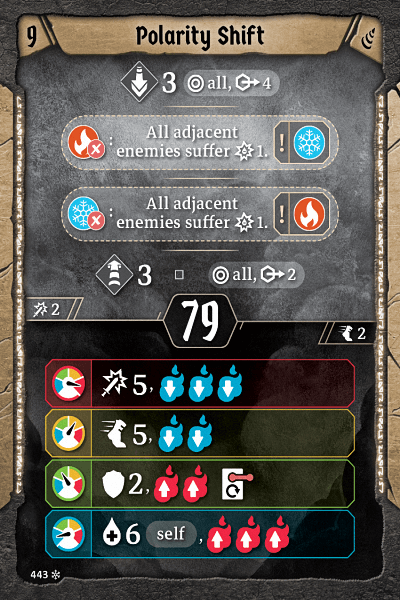 9
Polarity Shift
3 all, 4
: All adjacent
enemies suffer 1. !
: All adjacent
enemies suffer 1. !
3 all, 2
2
79
2
5,
5,
2,
6 self ,
443